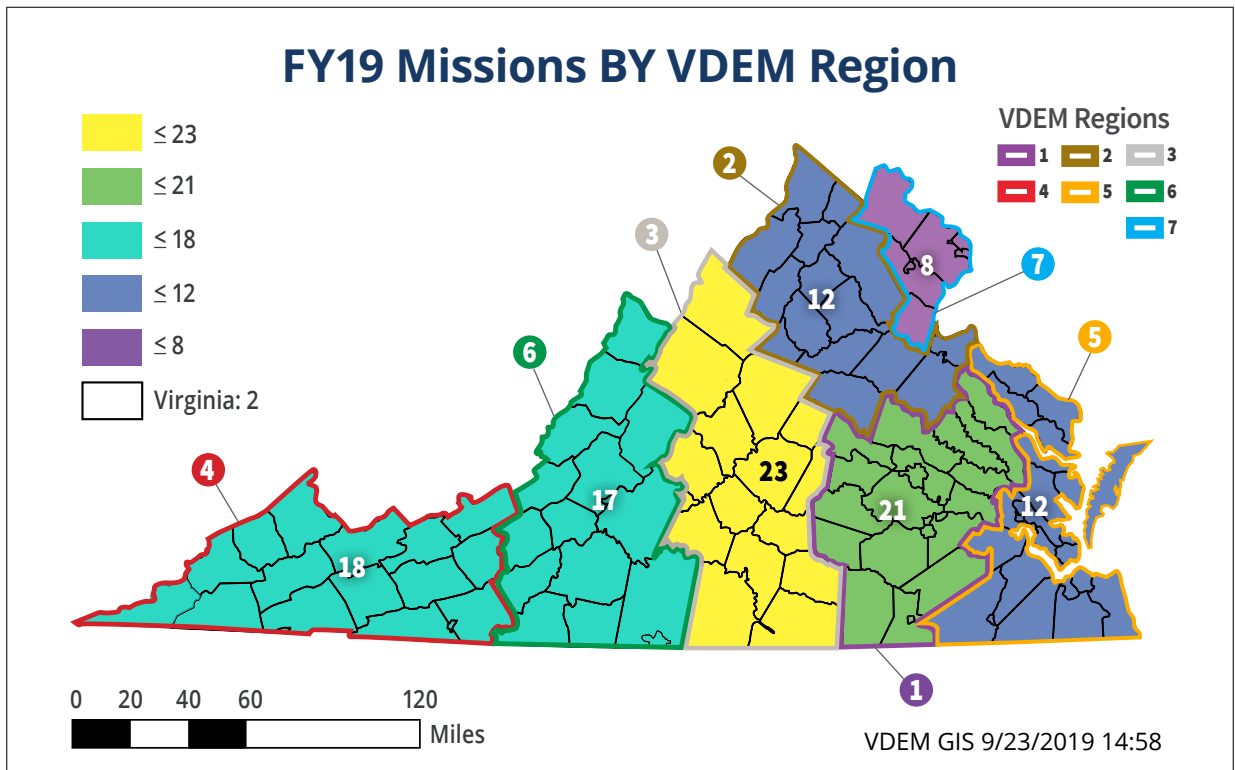 FY19 Missions BY VDEM Region
≤ 23
≤ 21
≤ 18
≤ 12
≤ 8
Virginia: 2
VDEM Regions
1 2 3
4 5 6
7
2
3
8
7
12
6
5
4
23
17
21
12
18
1
0 20 40 60 120
Miles
VDEM GIS 9/23/2019 14:58